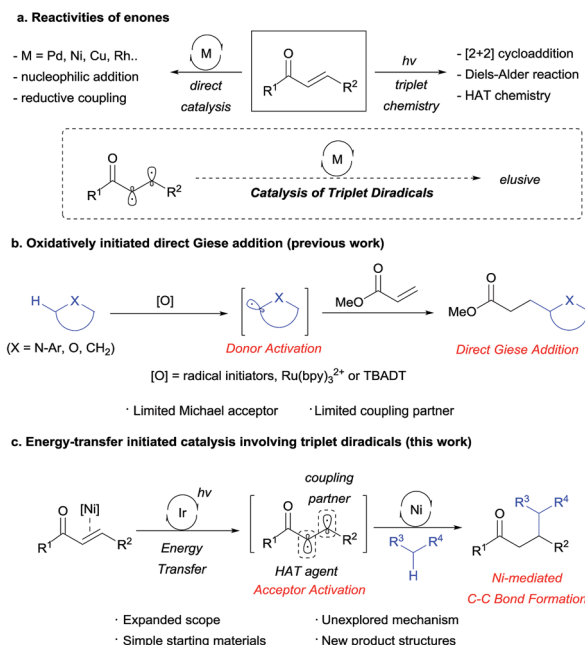 a. Reactivities of enones
- M = Pd, Ni, Cu, Rh..
- nucleophilic addition
- reductive coupling
M
direct
catalysis
O
R1
R2
hv
triplet
chemistry
- [2+2] cycloaddition
- Diels-Alder reaction
- HAT chemistry
O
R1
R2
M
Catalysis of Triplet Diradicals
elusive
b. Oxidatively initiated direct Giese addition (previous work)
H
X
(X = N-Ar, O, CH2)
[O]
X
Donor Activation
O
MeO
O
MeO
X
Direct Giese Addition
[O] = radical initiators, Ru(bpy)3 2+ or TBADT
· Limited Michael acceptor · Limited coupling partner
c. Energy-transfer initiated catalysis involving triplet diradicals (this work)
[Ni]
O
R1
R2
hv
Ir
Energy
Transfer
coupling
partner
O
R1
R2
HAT agent
Acceptor Activation
Ni
R3
R4
H
R3
R4
O
R1
R2
Ni-mediated
C-C Bond Formation
· Expanded scope · Unexplored mechanism
· Simple starting materials · New product structures